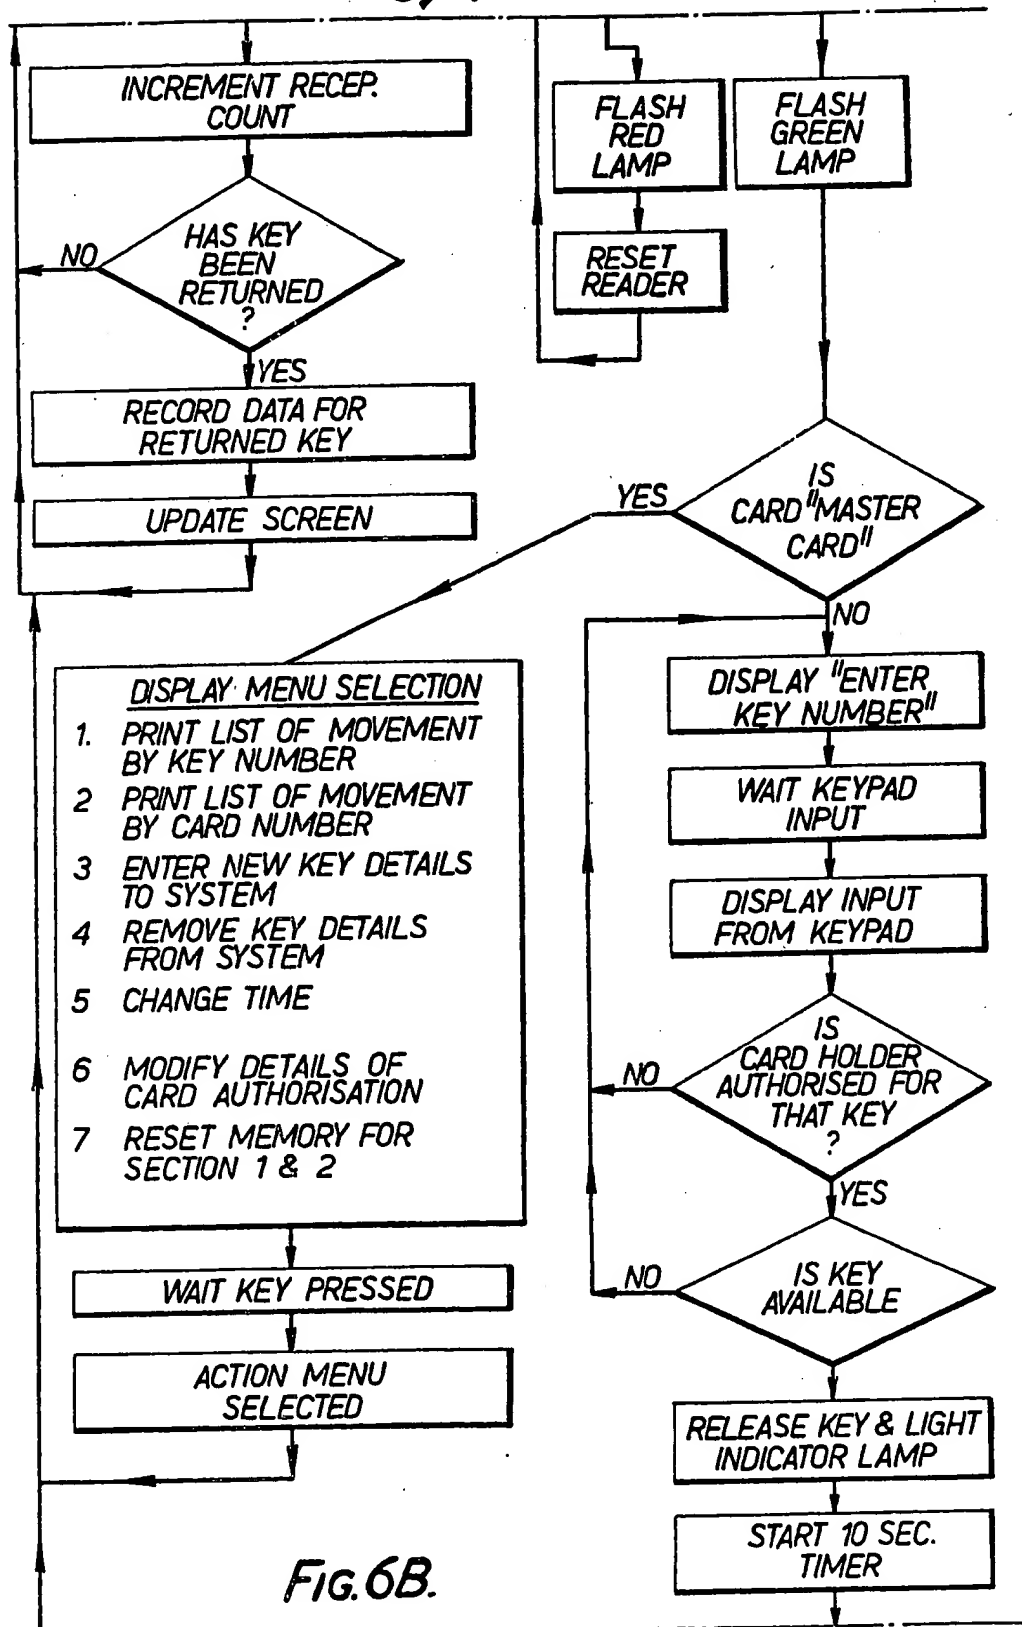 INCREMENT RECEP.
COUNT
HAS KEY
BEEN
RETURNED
?
NO
YES
RECORD DATA FOR
RETURNED KEY
UPDATE SCREEN
FLASH
RED
LAMP
RESET
READER
FLASH
GREEN
LAMP
IS
CARD "MASTER
CARD"
YES
NO
DISPLAY MENU SELECTION
1. PRINT LIST OF MOVEMENT
BY KEY NUMBER
2 PRINT LIST OF MOVEMENT
BY CARD NUMBER
3 ENTER NEW KEY DETAILS
TO SYSTEM
4 REMOVE KEY DETAILS
FROM SYSTEM
5 CHANGE TIME
6 MODIFY DETAILS OF
CARD AUTHORISATION
7 RESET MEMORY FOR
SECTION 1 & 2
WAIT KEY PRESSED
ACTION MENU
SELECTED
DISPLAY "ENTER
KEY NUMBER"
WAIT KEYPAD
INPUT
DISPLAY INPUT
FROM KEYPAD
IS
CARD HOLDER
AUTHORISED FOR
THAT KEY
?
NO
YES
IS KEY
AVAILABLE
NO
RELEASE KEY & LIGHT
INDICATOR LAMP
START 10 SEC.
TIMER
FIG. 6B.